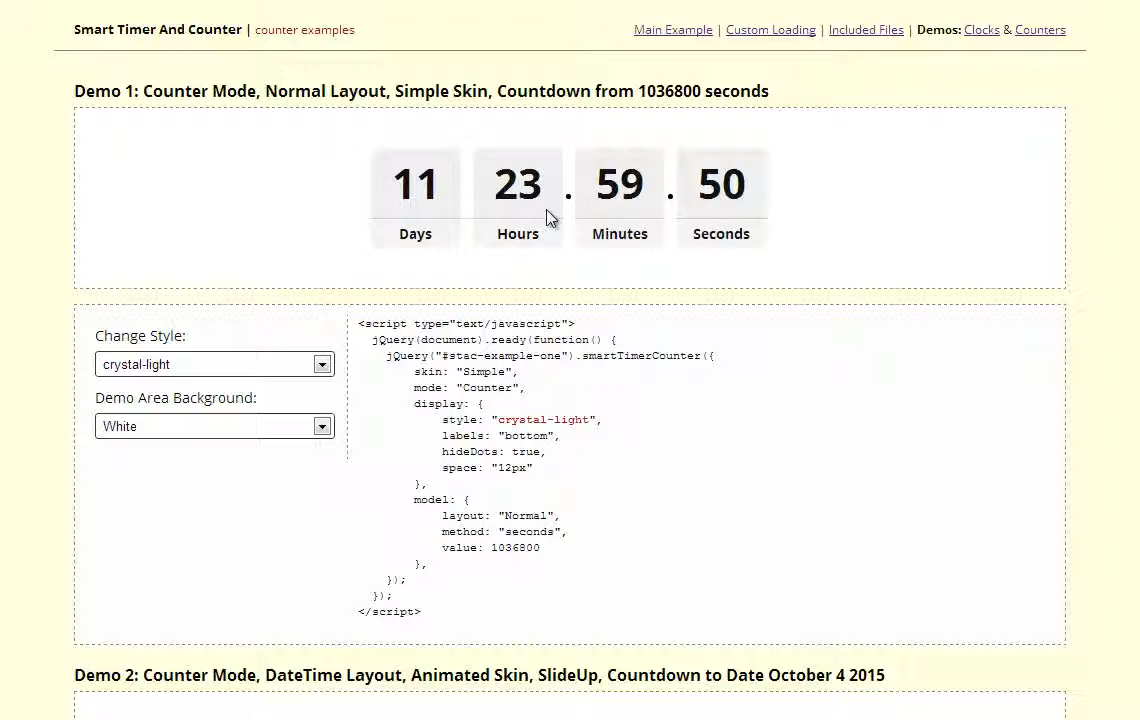 Smart Timer And Counter | counter examples
Main Example | Custom Loading | Included Files | Demos: Clocks & Counters
Demo 1: Counter Mode, Normal Layout, Simple Skin, Countdown from 1036800 seconds
11 23 . 59 . 50
Days Hours Minutes Seconds
Change Style:
crystal-light
Demo Area Background:
White
<script type="text/javascript">
jQuery(document).ready(function() {
jQuery("#stac-example-one").smartTimerCounter({
skin: "Simple",
mode: "Counter",
display: {
style: "crystal-light",
labels: "bottom",
hideDots: true,
space: "12px"
},
model: {
layout: "Normal",
method: "seconds",
value: 1036800
},
});
});
</script>
Demo 2: Counter Mode, DateTime Layout, Animated Skin, SlideUp, Countdown to Date October 4 2015